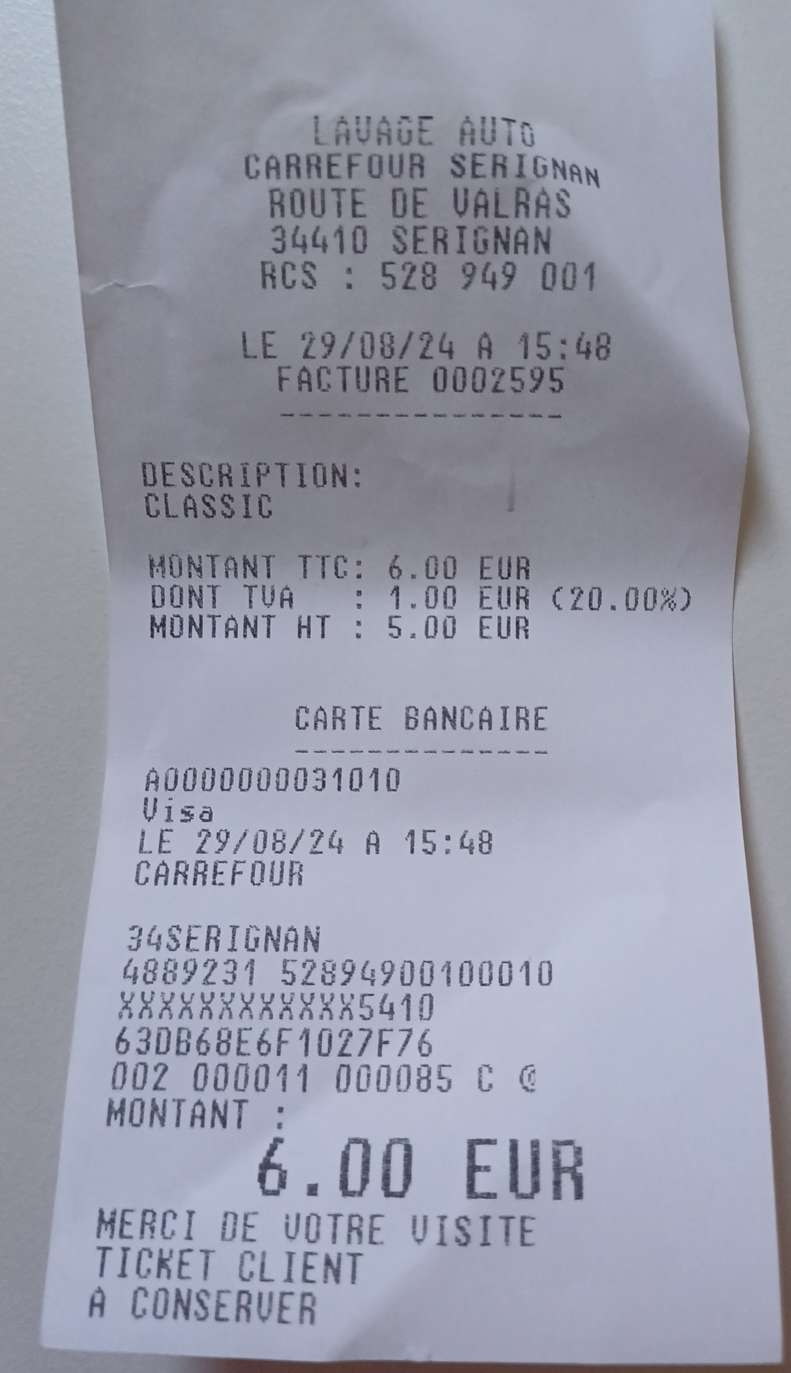 LAVAGE AUTO
CARREFOUR SERIGNAN
ROUTE DE VALRAS
34410 SERIGNAN
RCS : 528 949 001
LE 29/08/24 A 15:48
FACTURE 0002595
---------------
DESCRIPTION:
CLASSIC
MONTANT TTC: 6.00 EUR
DONT TVA   : 1.00 EUR (20.00%)
MONTANT HT : 5.00 EUR
CARTE BANCAIRE
--------------
A0000000031010
Visa
LE 29/08/24 A 15:48
CARREFOUR
34SERIGNAN
4889231 52894900100010
XXXXXXXXXXXX5410
63DB68E6F1027F76
002 000011 000085 C @
MONTANT :
6.00 EUR
MERCI DE VOTRE VISITE
TICKET CLIENT
A CONSERVER